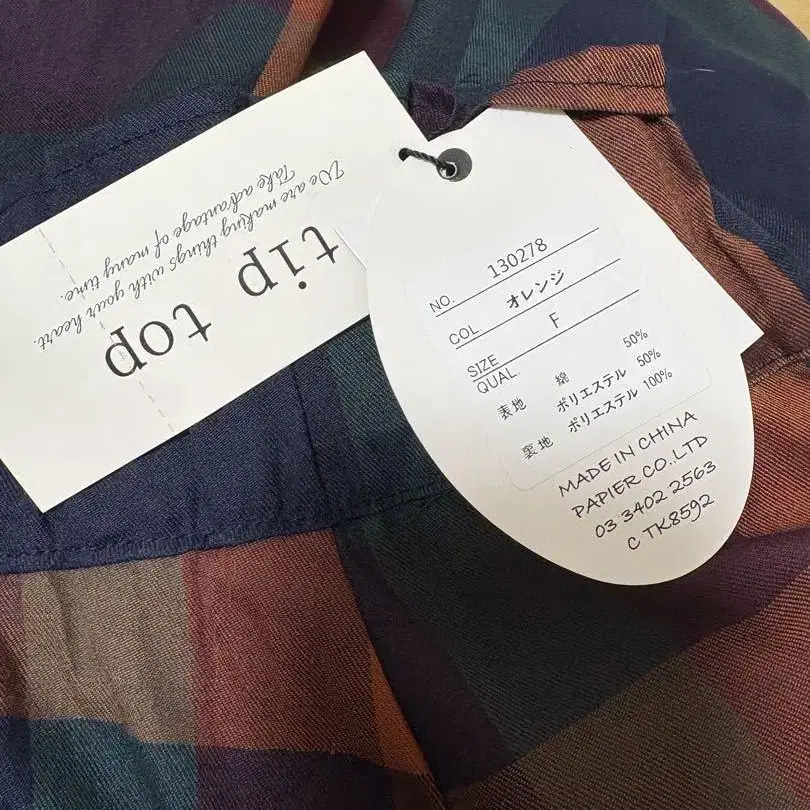 tip top
We are making things with your heart.
Take advantage of many time.
NO. 130278
COL. オレンジ
SIZE F
QUAL.
表地 綿 50%
ポリエステル 50%
裏地 ポリエステル 100%
MADE IN CHINA
PAPIER CO.LTD
03 3402 2563
C TK8592